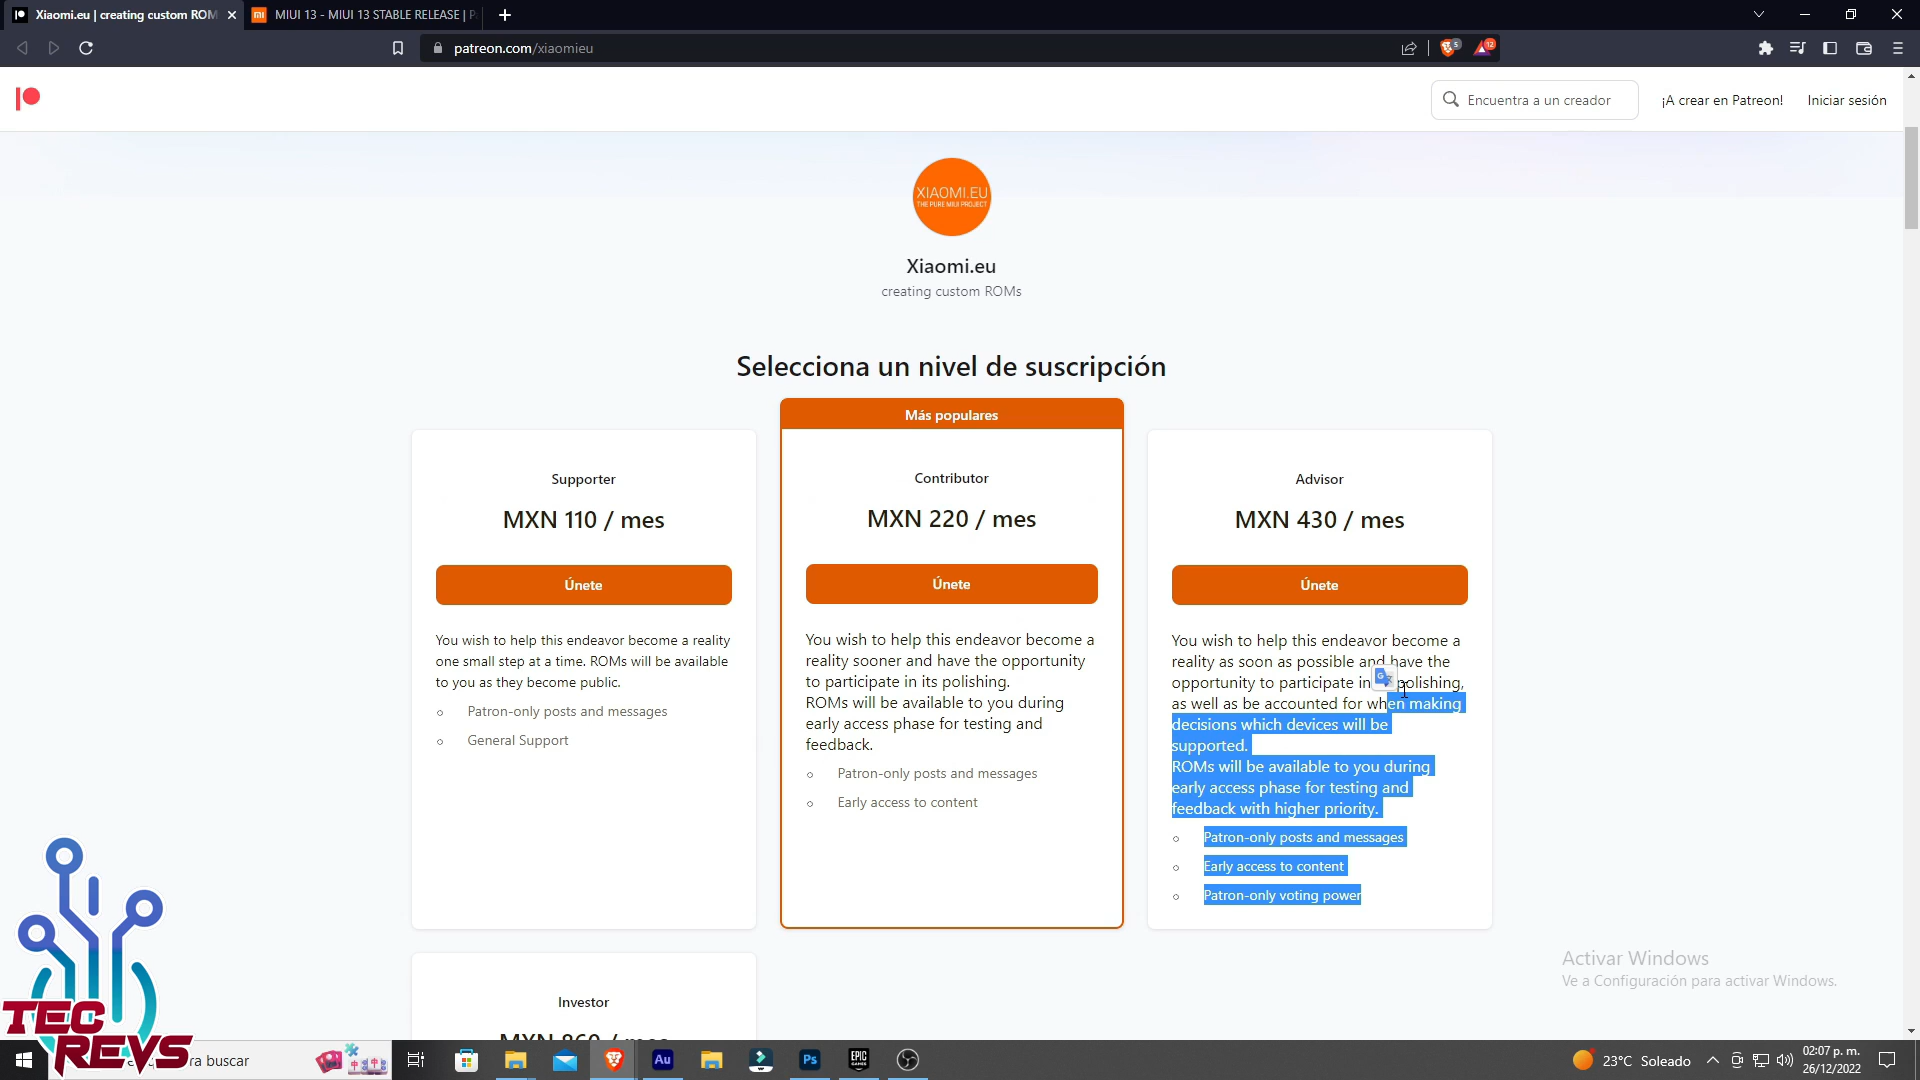 Xiaomi.eu | creating custom ROM
MIUI 13 - MIUI 13 STABLE RELEASE |
patreon.com/xiaomieu
5
12
Encuentra a un creador
¡A crear en Patreon!
Iniciar sesión
XIAOMI.EU
THE PURE MIUI PROJECT
Xiaomi.eu
creating custom ROMs
Selecciona un nivel de suscripción
Supporter
MXN 110 / mes
Únete
You wish to help this endeavor become a reality
one small step at a time. ROMs will be available
to you as they become public.
Patron-only posts and messages
General Support
Más populares
Contributor
MXN 220 / mes
Únete
You wish to help this endeavor become a
reality sooner and have the opportunity
to participate in its polishing.
ROMs will be available to you during
early access phase for testing and
feedback.
Patron-only posts and messages
Early access to content
Advisor
MXN 430 / mes
Únete
You wish to help this endeavor become a
reality as soon as possible and have the
opportunity to participate in polishing,
as well as be accounted for when making
decisions which devices will be
supported.
ROMs will be available to you during
early access phase for testing and
feedback with higher priority.
Patron-only posts and messages
Early access to content
Patron-only voting power
Investor
MXN 860 / mes
Activar Windows
Ve a Configuración para activar Windows.
TEC
REVS
ra buscar
Au
Ps
EPIC
GAMES
23°C Soleado
02:07 p. m.
26/12/2022